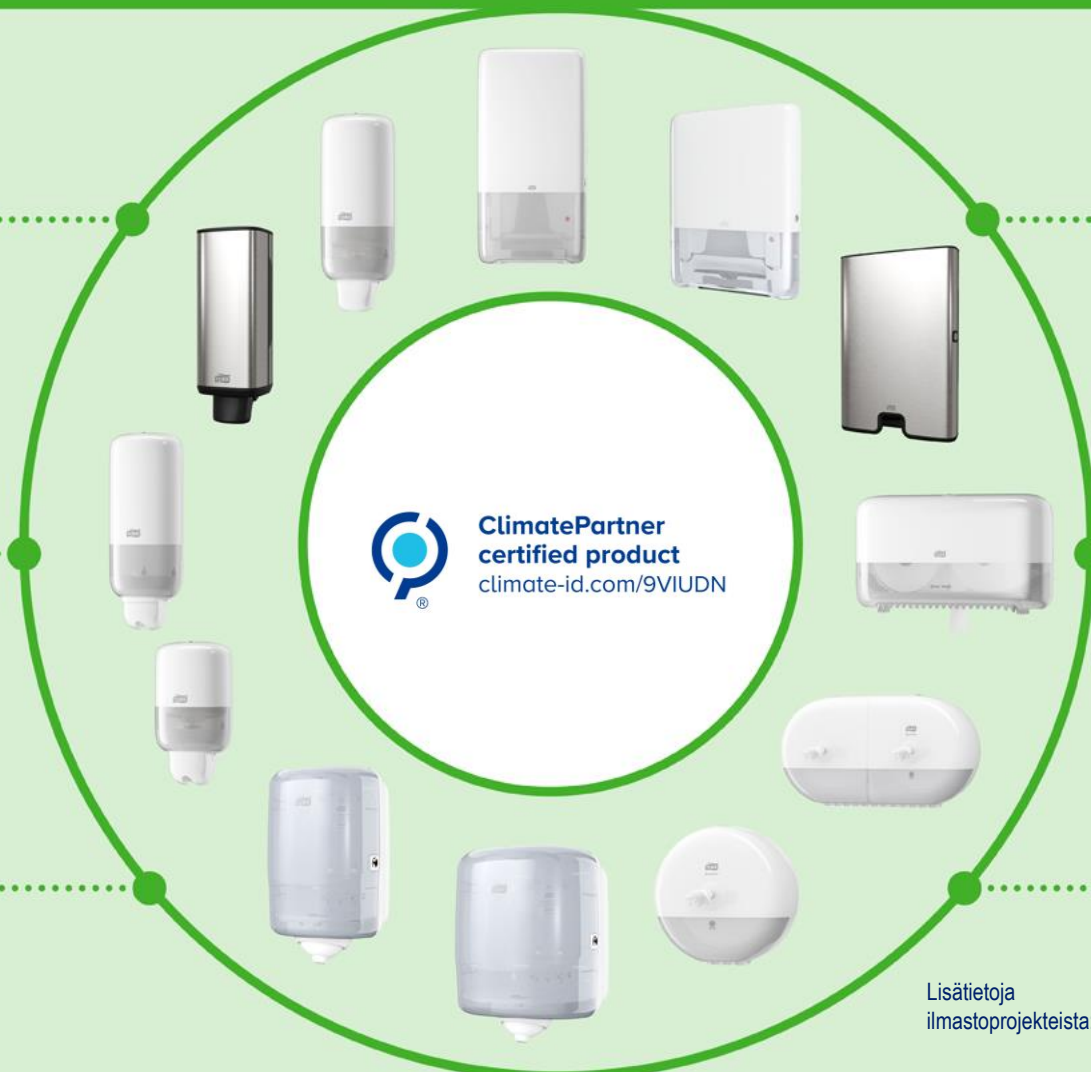 ClimatePartner
certified product
climate-id.com/9VIUDN
®
Lisätietoja
ilmastoprojekteista